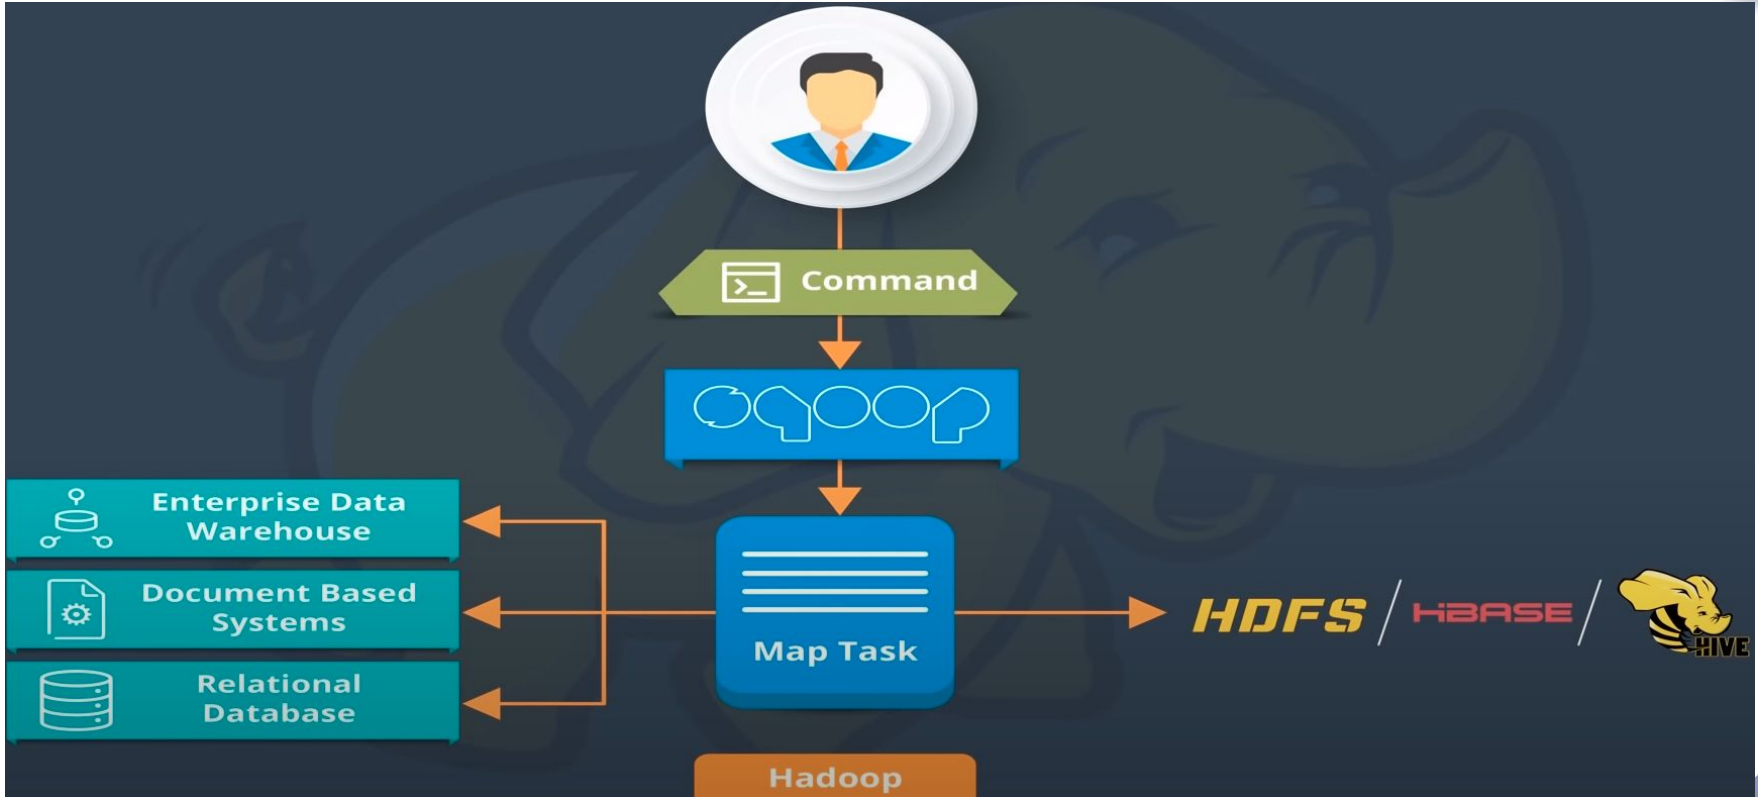 Command
sqoop
Enterprise Data
Warehouse
Document Based
Systems
Relational
Database
Map Task
HDFS / HBASE / HIVE
Hadoop